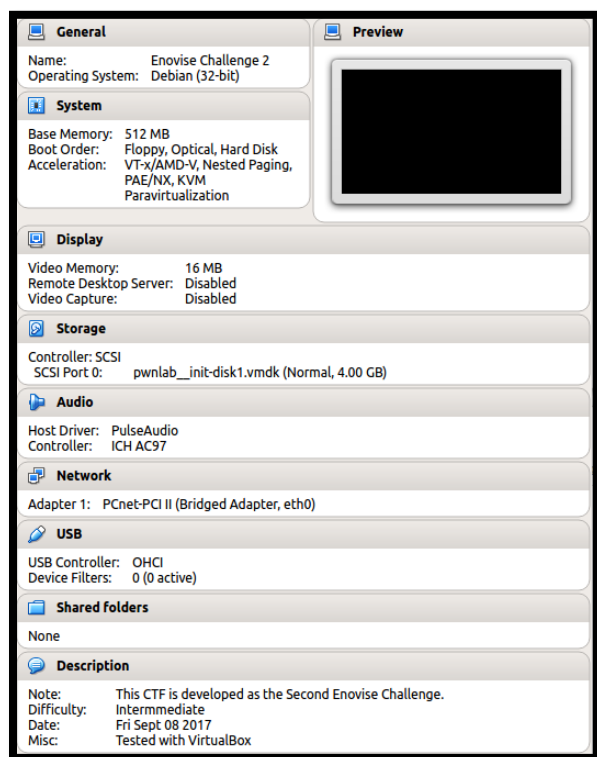 General
Name: Enovise Challenge 2
Operating System: Debian (32-bit)
System
Base Memory: 512 MB
Boot Order: Floppy, Optical, Hard Disk
Acceleration: VT-x/AMD-V, Nested Paging,
PAE/NX, KVM
Paravirtualization
Preview
Display
Video Memory: 16 MB
Remote Desktop Server: Disabled
Video Capture: Disabled
Storage
Controller: SCSI
SCSI Port 0: pwnlab__init-disk1.vmdk (Normal, 4.00 GB)
Audio
Host Driver: PulseAudio
Controller: ICH AC97
Network
Adapter 1: PCnet-PCI II (Bridged Adapter, eth0)
USB
USB Controller: OHCI
Device Filters: 0 (0 active)
Shared folders
None
Description
Note: This CTF is developed as the Second Enovise Challenge.
Difficulty: Intermmediate
Date: Fri Sept 08 2017
Misc: Tested with VirtualBox